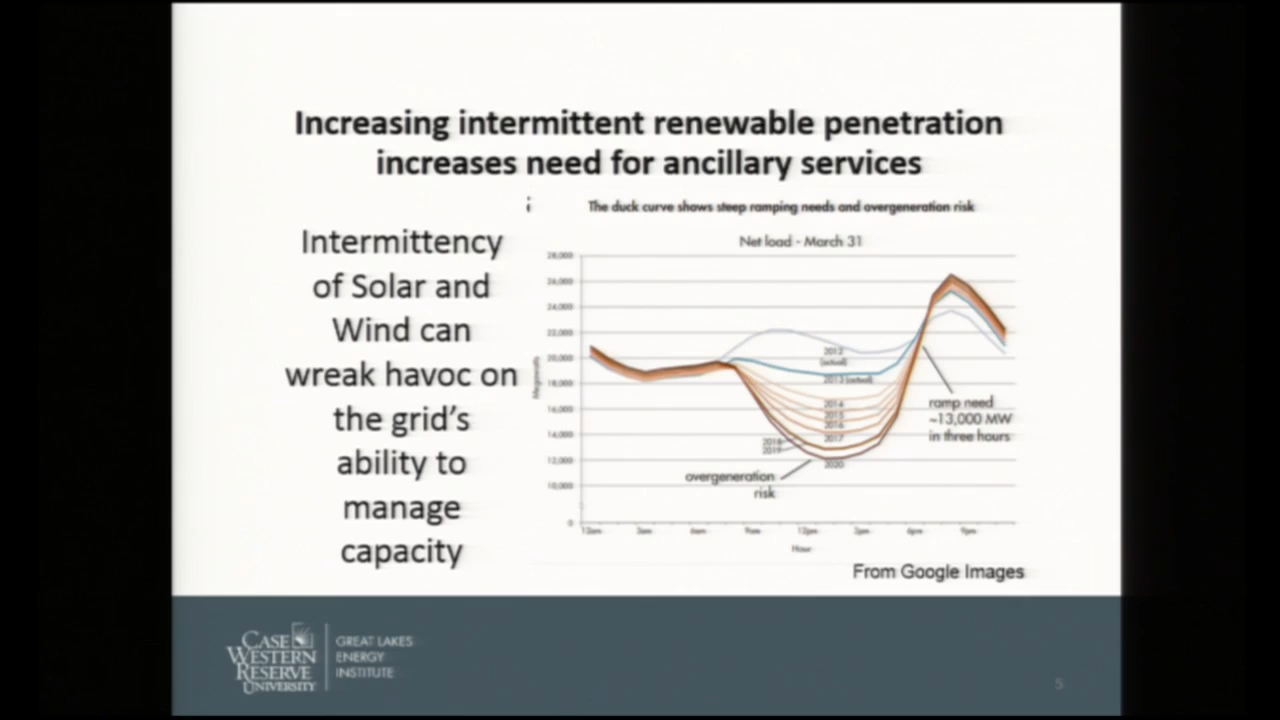 Increasing intermittent renewable penetration
increases need for ancillary services
Intermittency
of Solar and
Wind can
wreak havoc on
the grid's
ability to
manage
capacity
The duck curve shows steep ramping needs and overgeneration risk
Net load - March 31
28,000
26,000
24,000
22,000
20,000
18,000
16,000
14,000
12,000
10,000
0
Megawatts
2012
(actual)
2013 (actual)
2014
2015
2016
2017
2018
2019
2020
ramp need
~13,000 MW
in three hours
overgeneration
risk
12am
3am
6am
9am
12pm
3pm
6pm
9pm
Hour
From Google Images
CASE
WESTERN
RESERVE
UNIVERSITY
GREAT LAKES
ENERGY
INSTITUTE
5